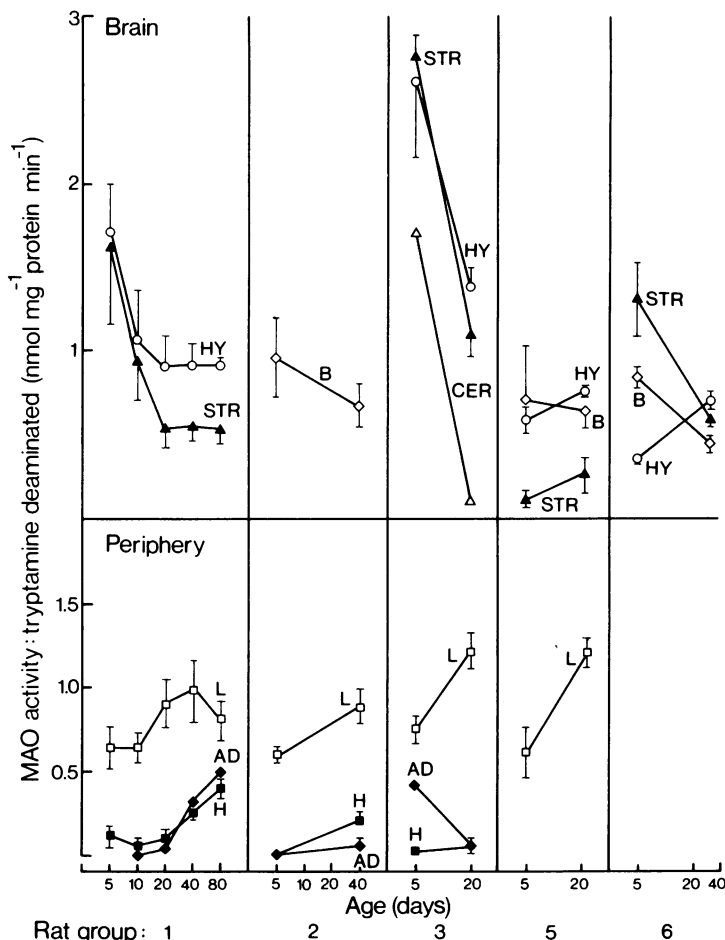 MAO activity: tryptamine deaminated (nmol mg⁻¹ protein min⁻¹)
Brain
3
2
1
HY
STR
B
STR
HY
CER
HY
B
STR
STR
B
HY
Periphery
1.5
1.0
0.5
L
AD
H
L
H
AD
L
AD
H
L
5 10 20 40 80 5 20 40 5 20 5 20 5 20 40
Age (days)
Rat group: 1 2 3 5 6